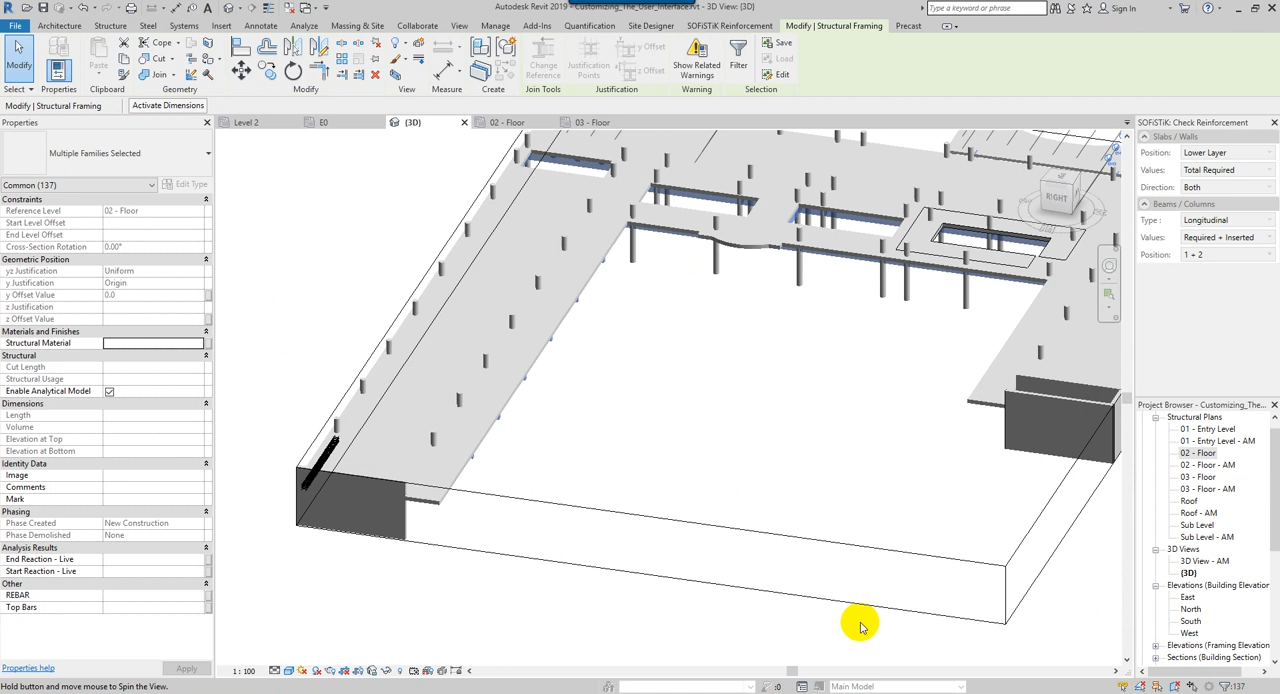 Autodesk Revit 2019 - Customizing_The_User_Interface.rvt - 3D View: {3D}
Type a keyword or phrase
Sign In
File
Architecture
Structure
Steel
Systems
Insert
Annotate
Analyze
Massing & Site
Collaborate
View
Manage
Add-Ins
Quantification
Site Designer
SOFiSTiK Reinforcement
Modify | Structural Framing
Precast
Modify
Paste
Cope
Cut
Join
Change
Reference
Justification
Points
y Offset
z Offset
Show Related
Warnings
Filter
Save
Load
Edit
Select
Properties
Clipboard
Geometry
Modify
View
Measure
Create
Join Tools
Justification
Warning
Selection
Modify | Structural Framing
Activate Dimensions
Properties
Multiple Families Selected
Common (137)
Edit Type
Constraints
Reference Level 02 - Floor
Start Level Offset
End Level Offset
Cross-Section Rotation 0.00°
Geometric Position
yz Justification Uniform
y Justification Origin
y Offset Value 0.0
z Justification
z Offset Value
Materials and Finishes
Structural Material
Structural
Cut Length
Structural Usage
Enable Analytical Model
Dimensions
Length
Volume
Elevation at Top
Elevation at Bottom
Identity Data
Image
Comments
Mark
Phasing
Phase Created New Construction
Phase Demolished None
Analysis Results
End Reaction - Live
Start Reaction - Live
Other
REBAR
Top Bars
Properties help
Apply
Level 2
E0
{3D}
02 - Floor
03 - Floor
RIGHT
1 : 100
SOFiSTiK: Check Reinforcement
Slabs / Walls
Position: Lower Layer
Values: Total Required
Direction: Both
Beams / Columns
Type : Longitudinal
Values: Required + Inserted
Position: 1 + 2
Project Browser - Customizing_The...
Structural Plans
01 - Entry Level
01 - Entry Level - AM
02 - Floor
02 - Floor - AM
03 - Floor
03 - Floor - AM
Roof
Roof - AM
Sub Level
Sub Level - AM
3D Views
3D View - AM
{3D}
Elevations (Building Elevation
East
North
South
West
Elevations (Framing Elevation
Sections (Building Section)
Hold button and move mouse to Spin the View.
:0
Main Model
:137